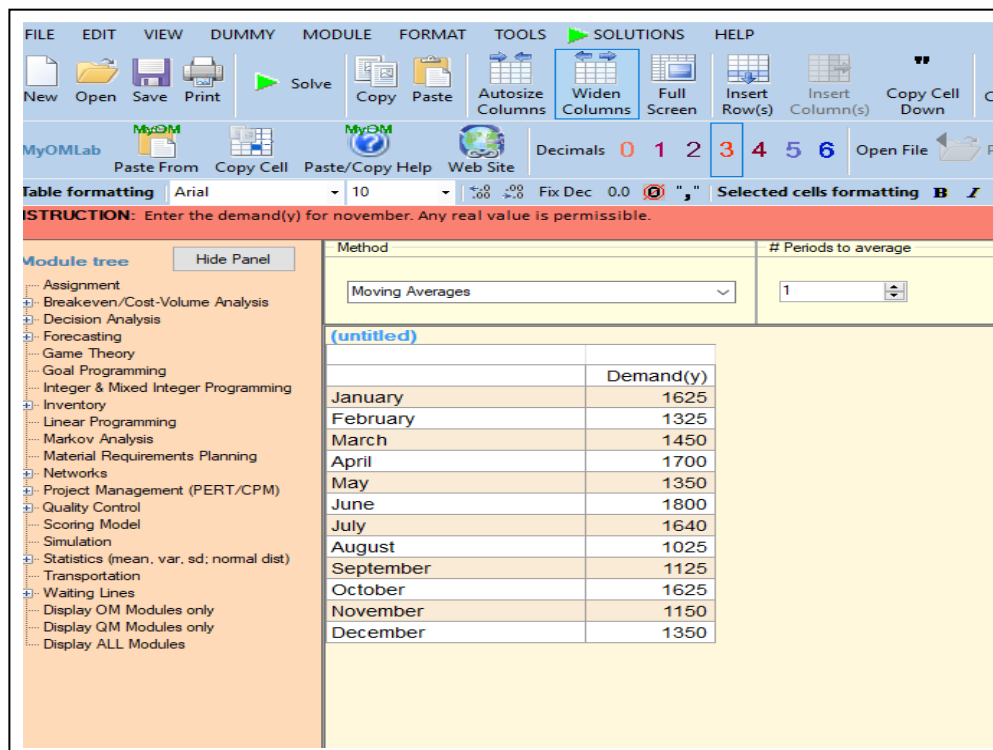 FILE EDIT VIEW DUMMY MODULE FORMAT TOOLS SOLUTIONS HELP
New Open Save Print Solve Copy Paste Autosize Columns Widen Columns Full Screen Insert Row(s) Insert Column(s) Copy Cell Down
MyOMLab MyOM Paste From Copy Cell MyOM Paste/Copy Help Web Site Decimals 0 1 2 3 4 5 6 Open File
Table formatting Arial 10 Fix Dec 0.0 "," Selected cells formatting B I
STRUCTION: Enter the demand(y) for november. Any real value is permissible.
Module tree Hide Panel
Assignment
Breakeven/Cost-Volume Analysis
Decision Analysis
Forecasting
Game Theory
Goal Programming
Integer & Mixed Integer Programming
Inventory
Linear Programming
Markov Analysis
Material Requirements Planning
Networks
Project Management (PERT/CPM)
Quality Control
Scoring Model
Simulation
Statistics (mean, var, sd; normal dist)
Transportation
Waiting Lines
Display OM Modules only
Display QM Modules only
Display ALL Modules
Method
Moving Averages
# Periods to average
1
(untitled)
Demand(y)
January 1625
February 1325
March 1450
April 1700
May 1350
June 1800
July 1640
August 1025
September 1125
October 1625
November 1150
December 1350